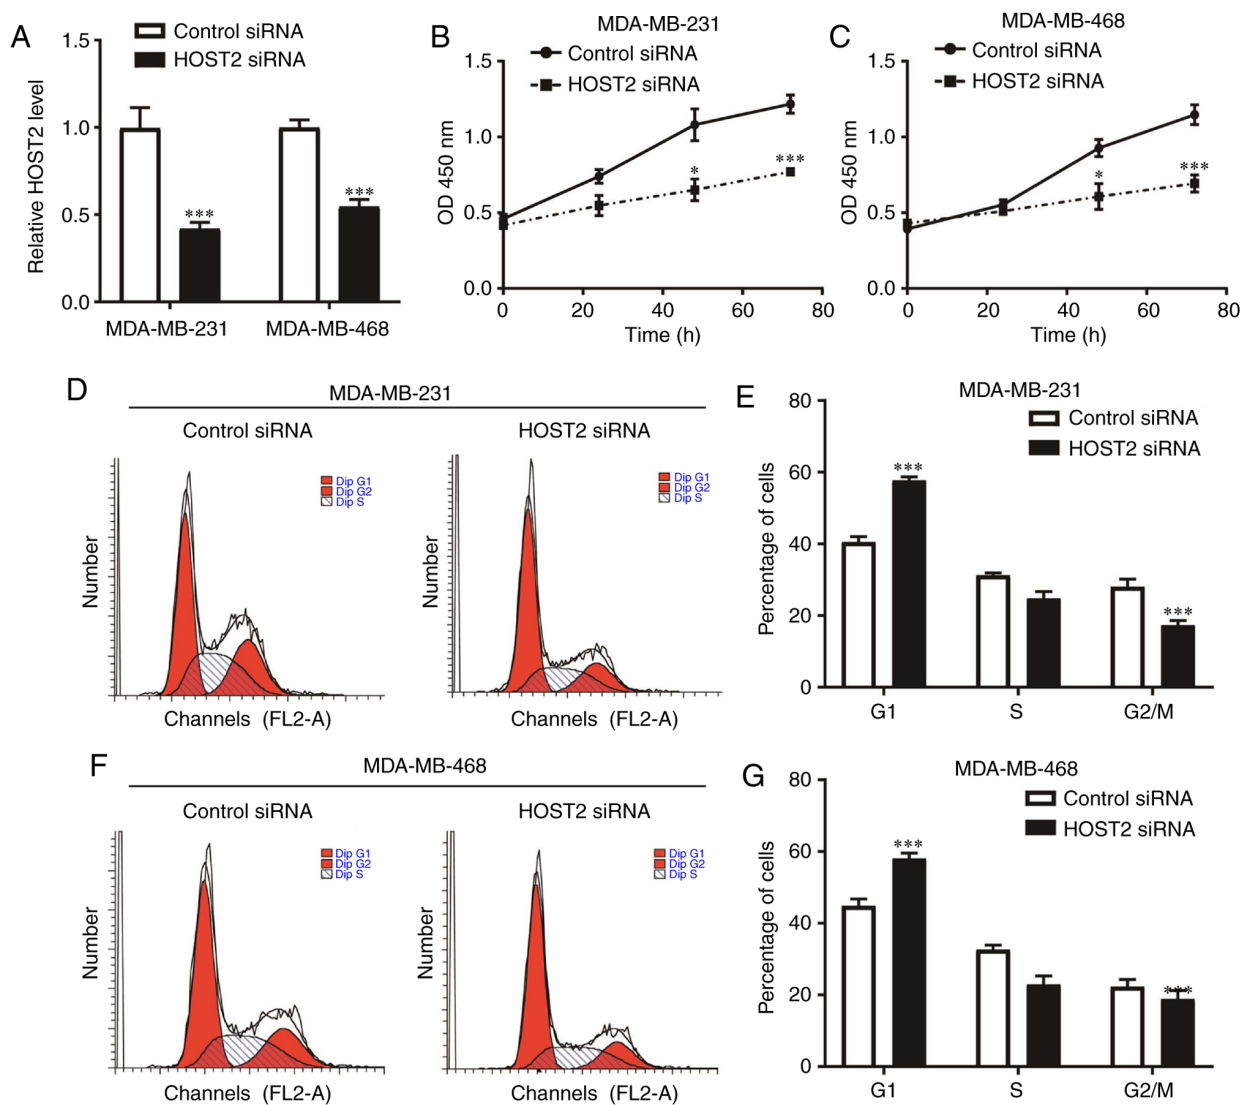 A
Control siRNA
HOST2 siRNA
Relative HOST2 level
1.5
1.0
0.5
0.0
***
***
MDA-MB-231
MDA-MB-468
B
MDA-MB-231
Control siRNA
HOST2 siRNA
OD 450 nm
1.5
1.0
0.5
0.0
*
***
0
20
40
60
80
Time (h)
C
MDA-MB-468
Control siRNA
HOST2 siRNA
OD 450 nm
1.5
1.0
0.5
0.0
*
***
0
20
40
60
80
Time (h)
D
MDA-MB-231
Control siRNA
Dip G1
Dip G2
Dip S
Number
Channels (FL2-A)
HOST2 siRNA
Dip G1
Dip G2
Dip S
Number
Channels (FL2-A)
E
MDA-MB-231
Control siRNA
HOST2 siRNA
Percentage of cells
80
60
40
20
0
***
***
G1
S
G2/M
F
MDA-MB-468
Control siRNA
Dip G1
Dip G2
Dip S
Number
Channels (FL2-A)
HOST2 siRNA
Dip G1
Dip G2
Dip S
Number
Channels (FL2-A)
G
MDA-MB-468
Control siRNA
HOST2 siRNA
Percentage of cells
80
60
40
20
0
***
***
G1
S
G2/M